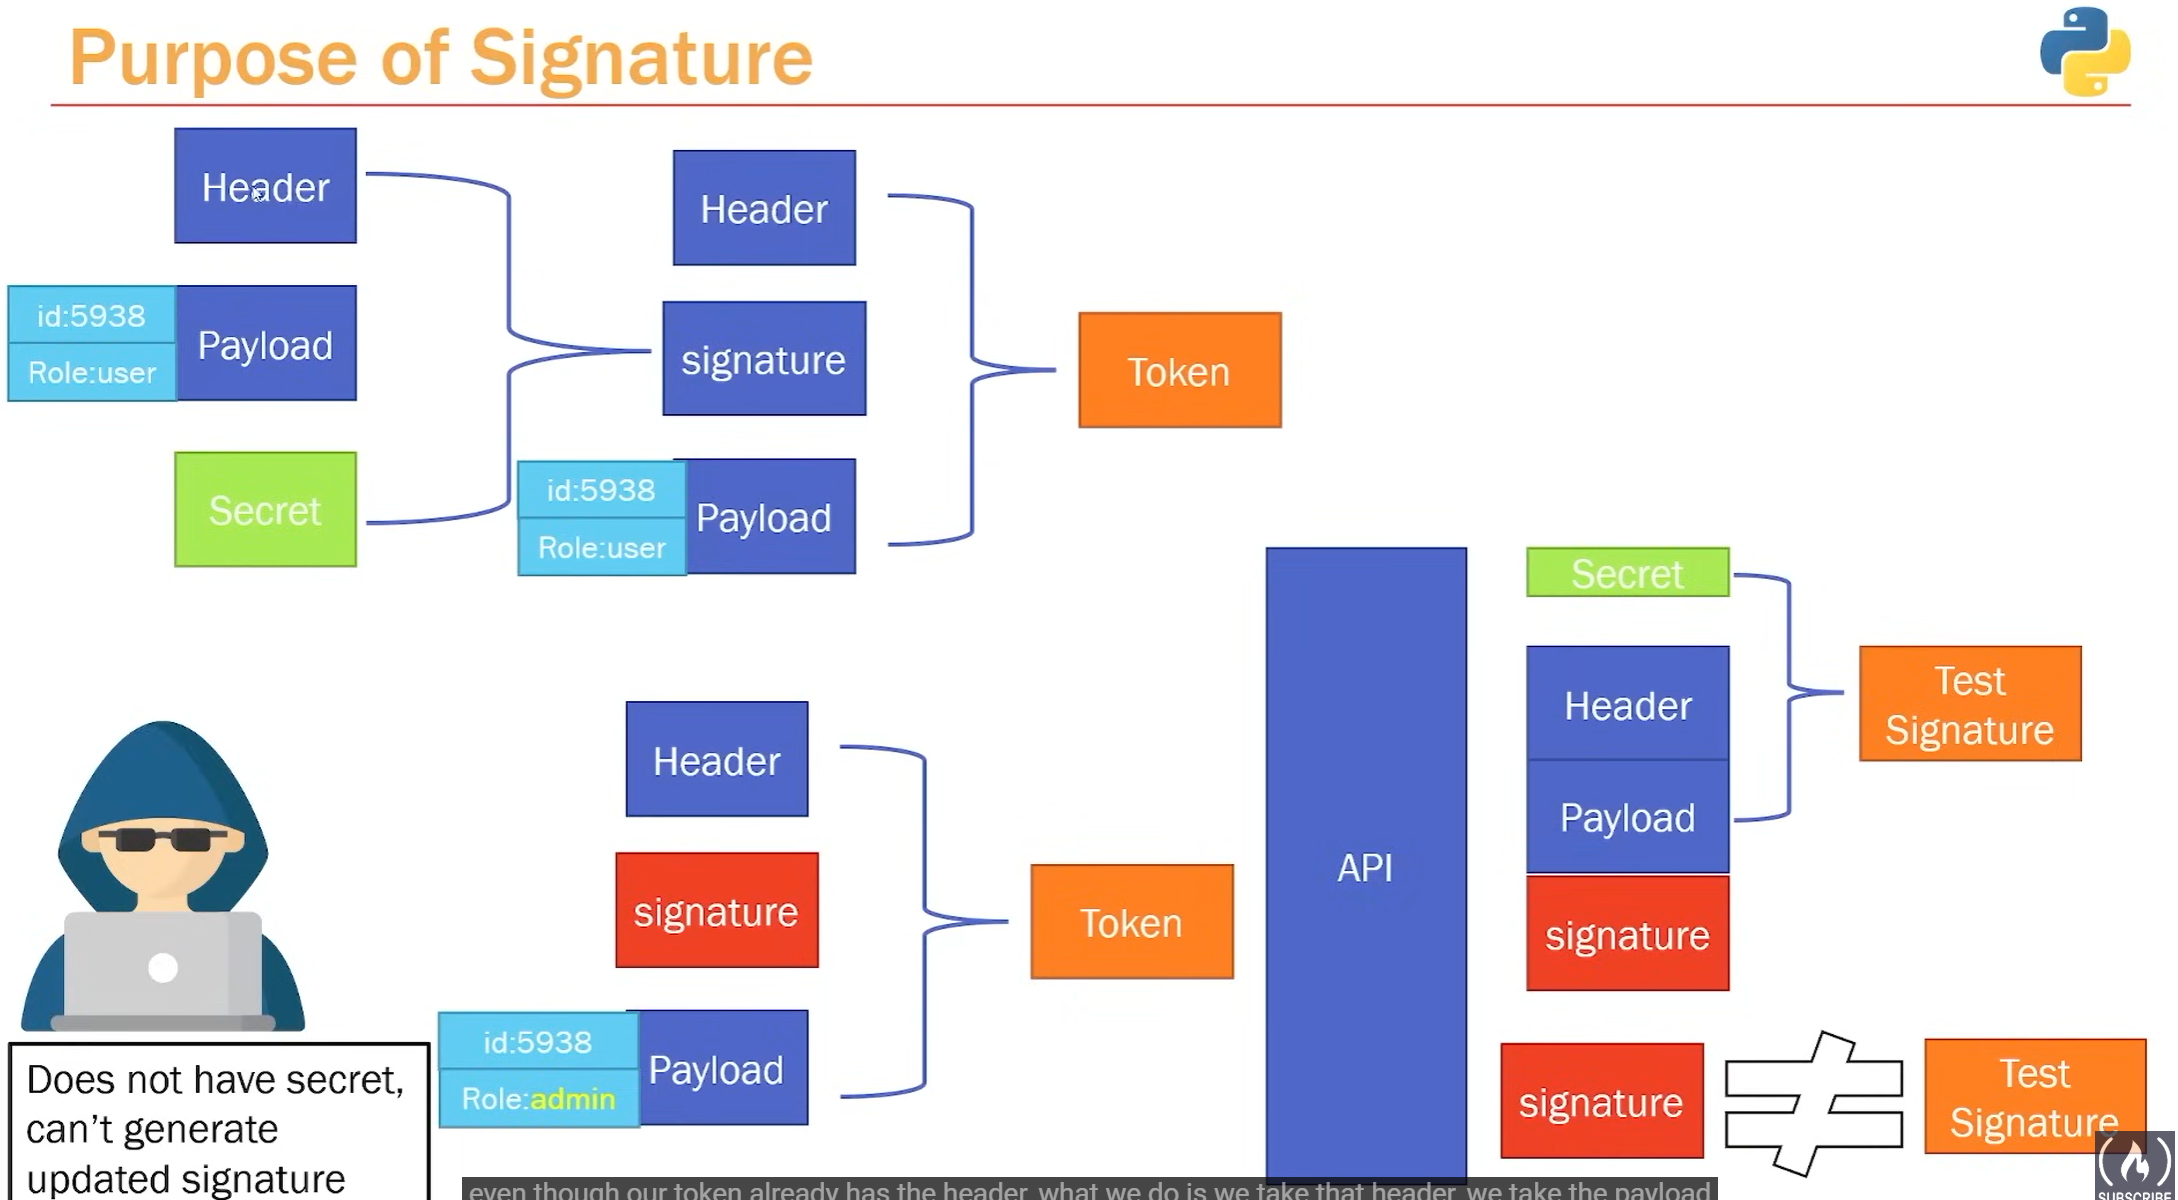 Purpose of Signature
Header
id:5938
Role:user
Payload
Secret
Header
signature
id:5938
Role:user
Payload
Token
Does not have secret,
can't generate
updated signature
Header
signature
id:5938
Role:admin
Payload
Token
API
Secret
Header
Payload
signature
Test
Signature
signature
Test
Signature
even though our token already has the header, what we do is we take that header, we take the payload
SUBSCRIBE